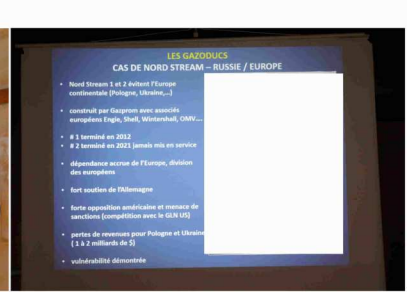 LES GAZODUCS
CAS DE NORD STREAM – RUSSIE / EUROPE
• Nord Stream 1 et 2 évitent l'Europe
continentale (Pologne, Ukraine,...)
• construit par Gazprom avec associés
européens Engie, Shell, Wintershall, OMV....
• # 1 terminé en 2012
• # 2 terminé en 2021 jamais mis en service
• dépendance accrue de l'Europe, division
des européens
• fort soutien de l'Allemagne
• forte opposition américaine et menace de
sanctions (compétition avec le GLN US)
• pertes de revenues pour Pologne et Ukraine
( 1 à 2 milliards de $)
• vulnérabilité démontrée